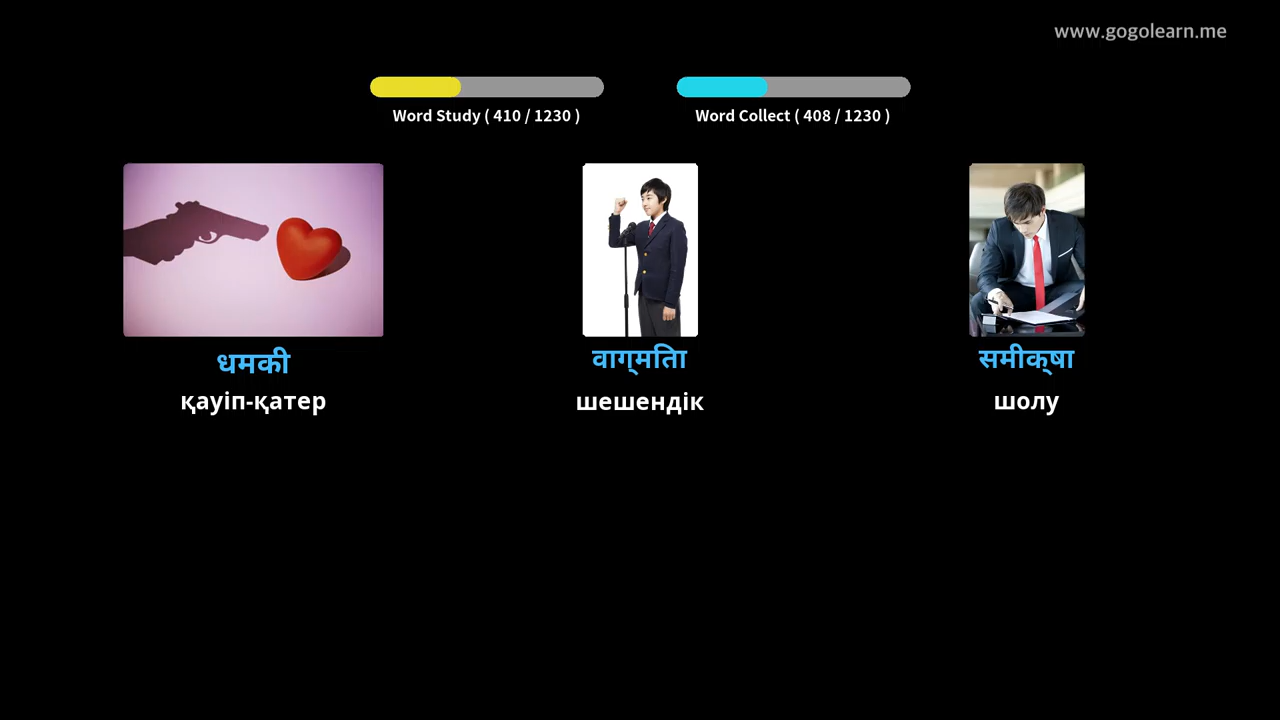 www.gogolearn.me
Word Study ( 410 / 1230 )
Word Collect ( 408 / 1230 )
धमकी
वाग्मिता
समीक्षा
қауіп-қатер
шешендік
шолу